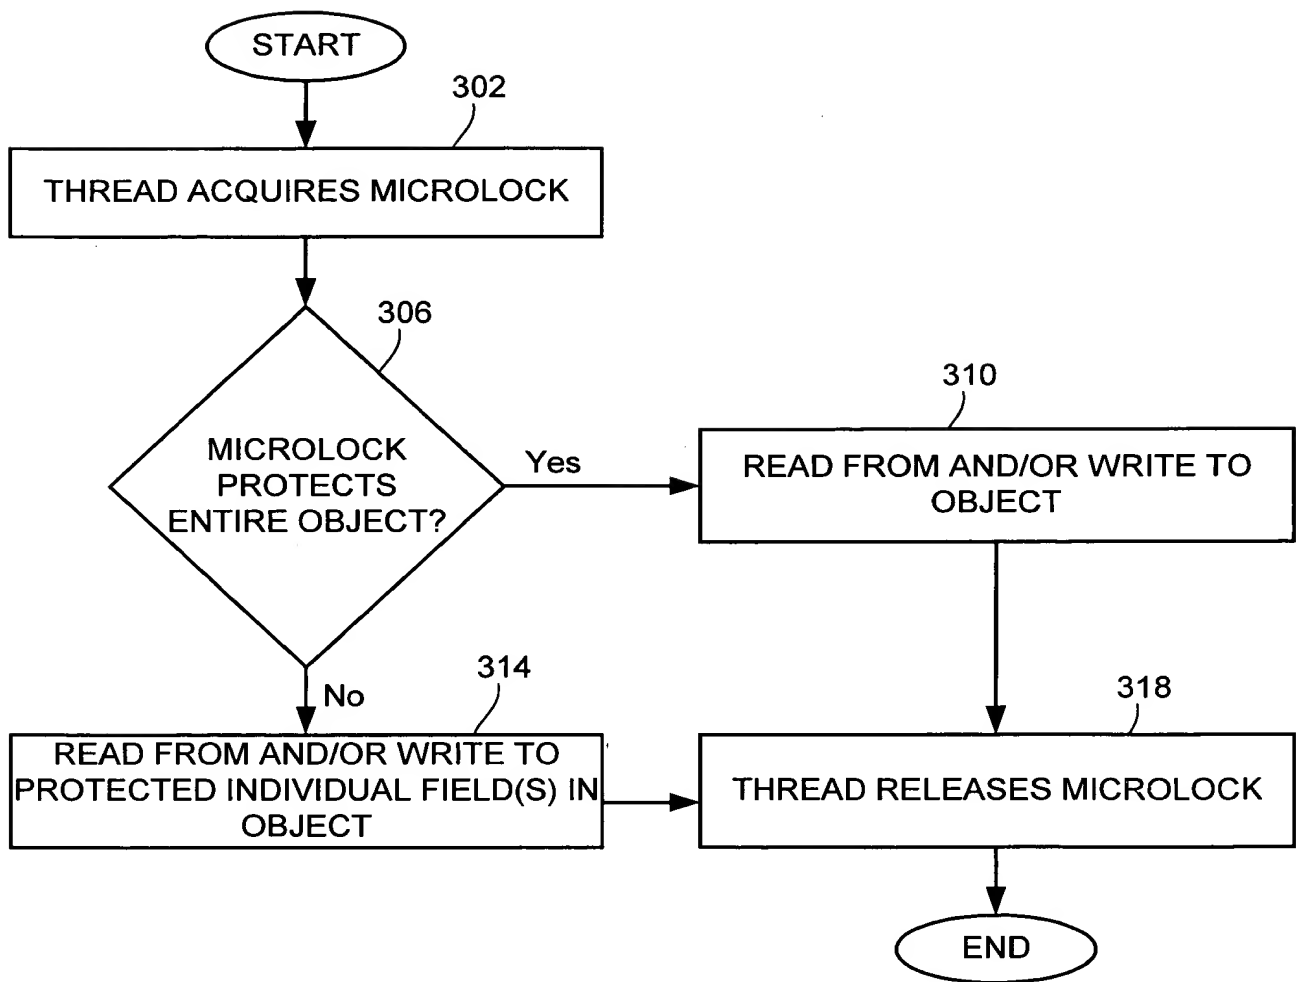 START
302
THREAD ACQUIRES MICROLOCK
306
MICROLOCK
PROTECTS
ENTIRE OBJECT?
Yes
310
READ FROM AND/OR WRITE TO
OBJECT
No
314
READ FROM AND/OR WRITE TO
PROTECTED INDIVIDUAL FIELD(S) IN
OBJECT
318
THREAD RELEASES MICROLOCK
END